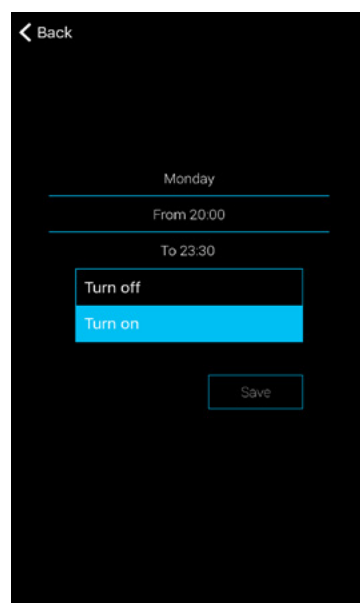 Back
Monday
From 20:00
To 23:30
Turn off
Turn on
Save